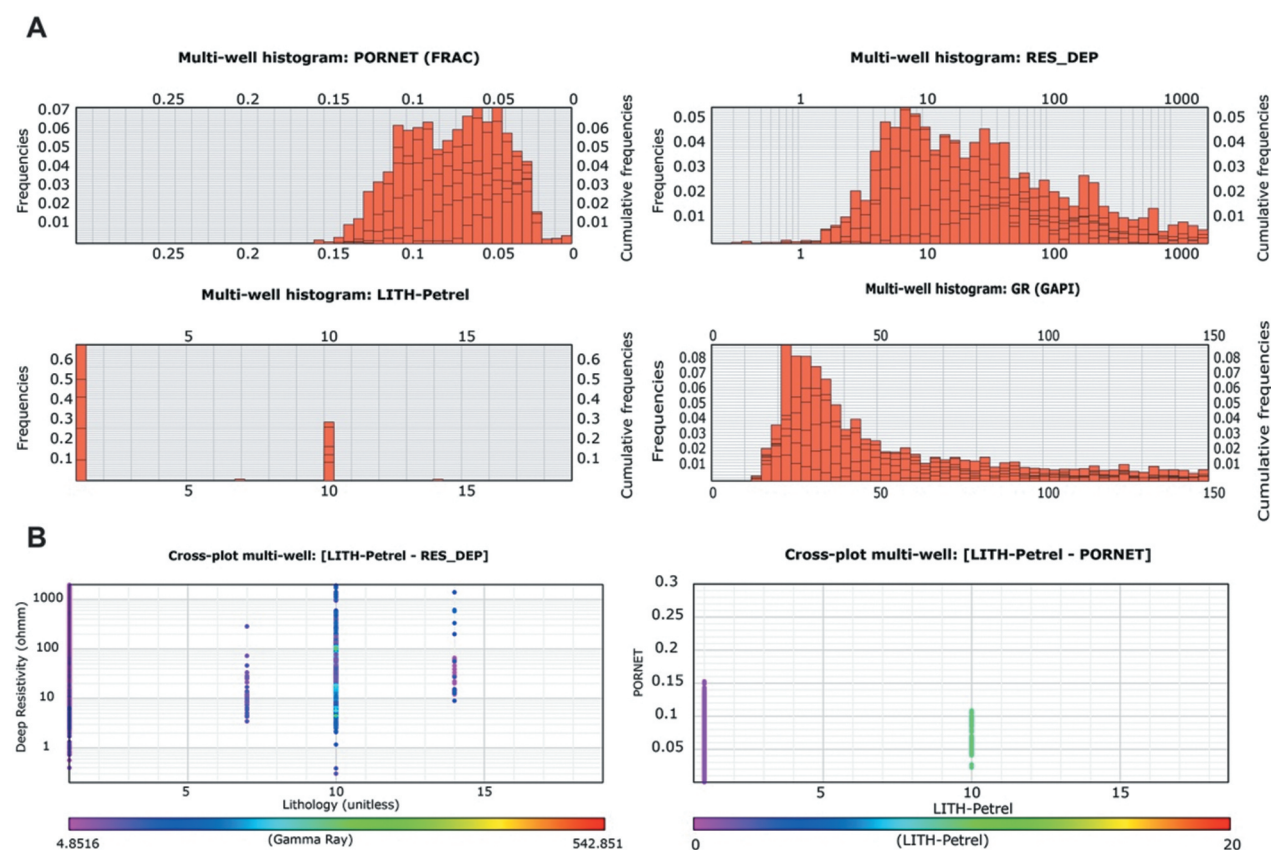 A
Multi-well histogram: PORNET (FRAC)
0.25 0.2 0.15 0.1 0.05 0
Frequencies
0.07
0.06
0.05
0.04
0.03
0.02
0.01
0.06
0.05
0.04
0.03
0.02
0.01
Cumulative frequencies
0.25 0.2 0.15 0.1 0.05 0
Multi-well histogram: RES_DEP
1 10 100 1000
Frequencies
0.05
0.04
0.03
0.02
0.01
0.05
0.04
0.03
0.02
0.01
Cumulative frequencies
1 10 100 1000
Multi-well histogram: LITH-Petrel
5 10 15
Frequencies
0.6
0.5
0.4
0.3
0.2
0.1
0.6
0.5
0.4
0.3
0.2
0.1
Cumulative frequencies
5 10 15
Multi-well histogram: GR (GAPI)
0 50 100 150
Frequencies
0.08
0.07
0.06
0.05
0.04
0.03
0.02
0.01
0.08
0.07
0.06
0.05
0.04
0.03
0.02
0.01
Cumulative frequencies
0 50 100 150
B
Cross-plot multi-well: [LITH-Petrel - RES_DEP]
Deep Resistivity (ohmm)
1000
100
10
1
5 10 15
Lithology (unitless)
4.8516 (Gamma Ray) 542.851
Cross-plot multi-well: [LITH-Petrel - PORNET]
PORNET
0.3
0.25
0.2
0.15
0.1
0.05
5 10 15
LITH-Petrel
0 (LITH-Petrel) 20